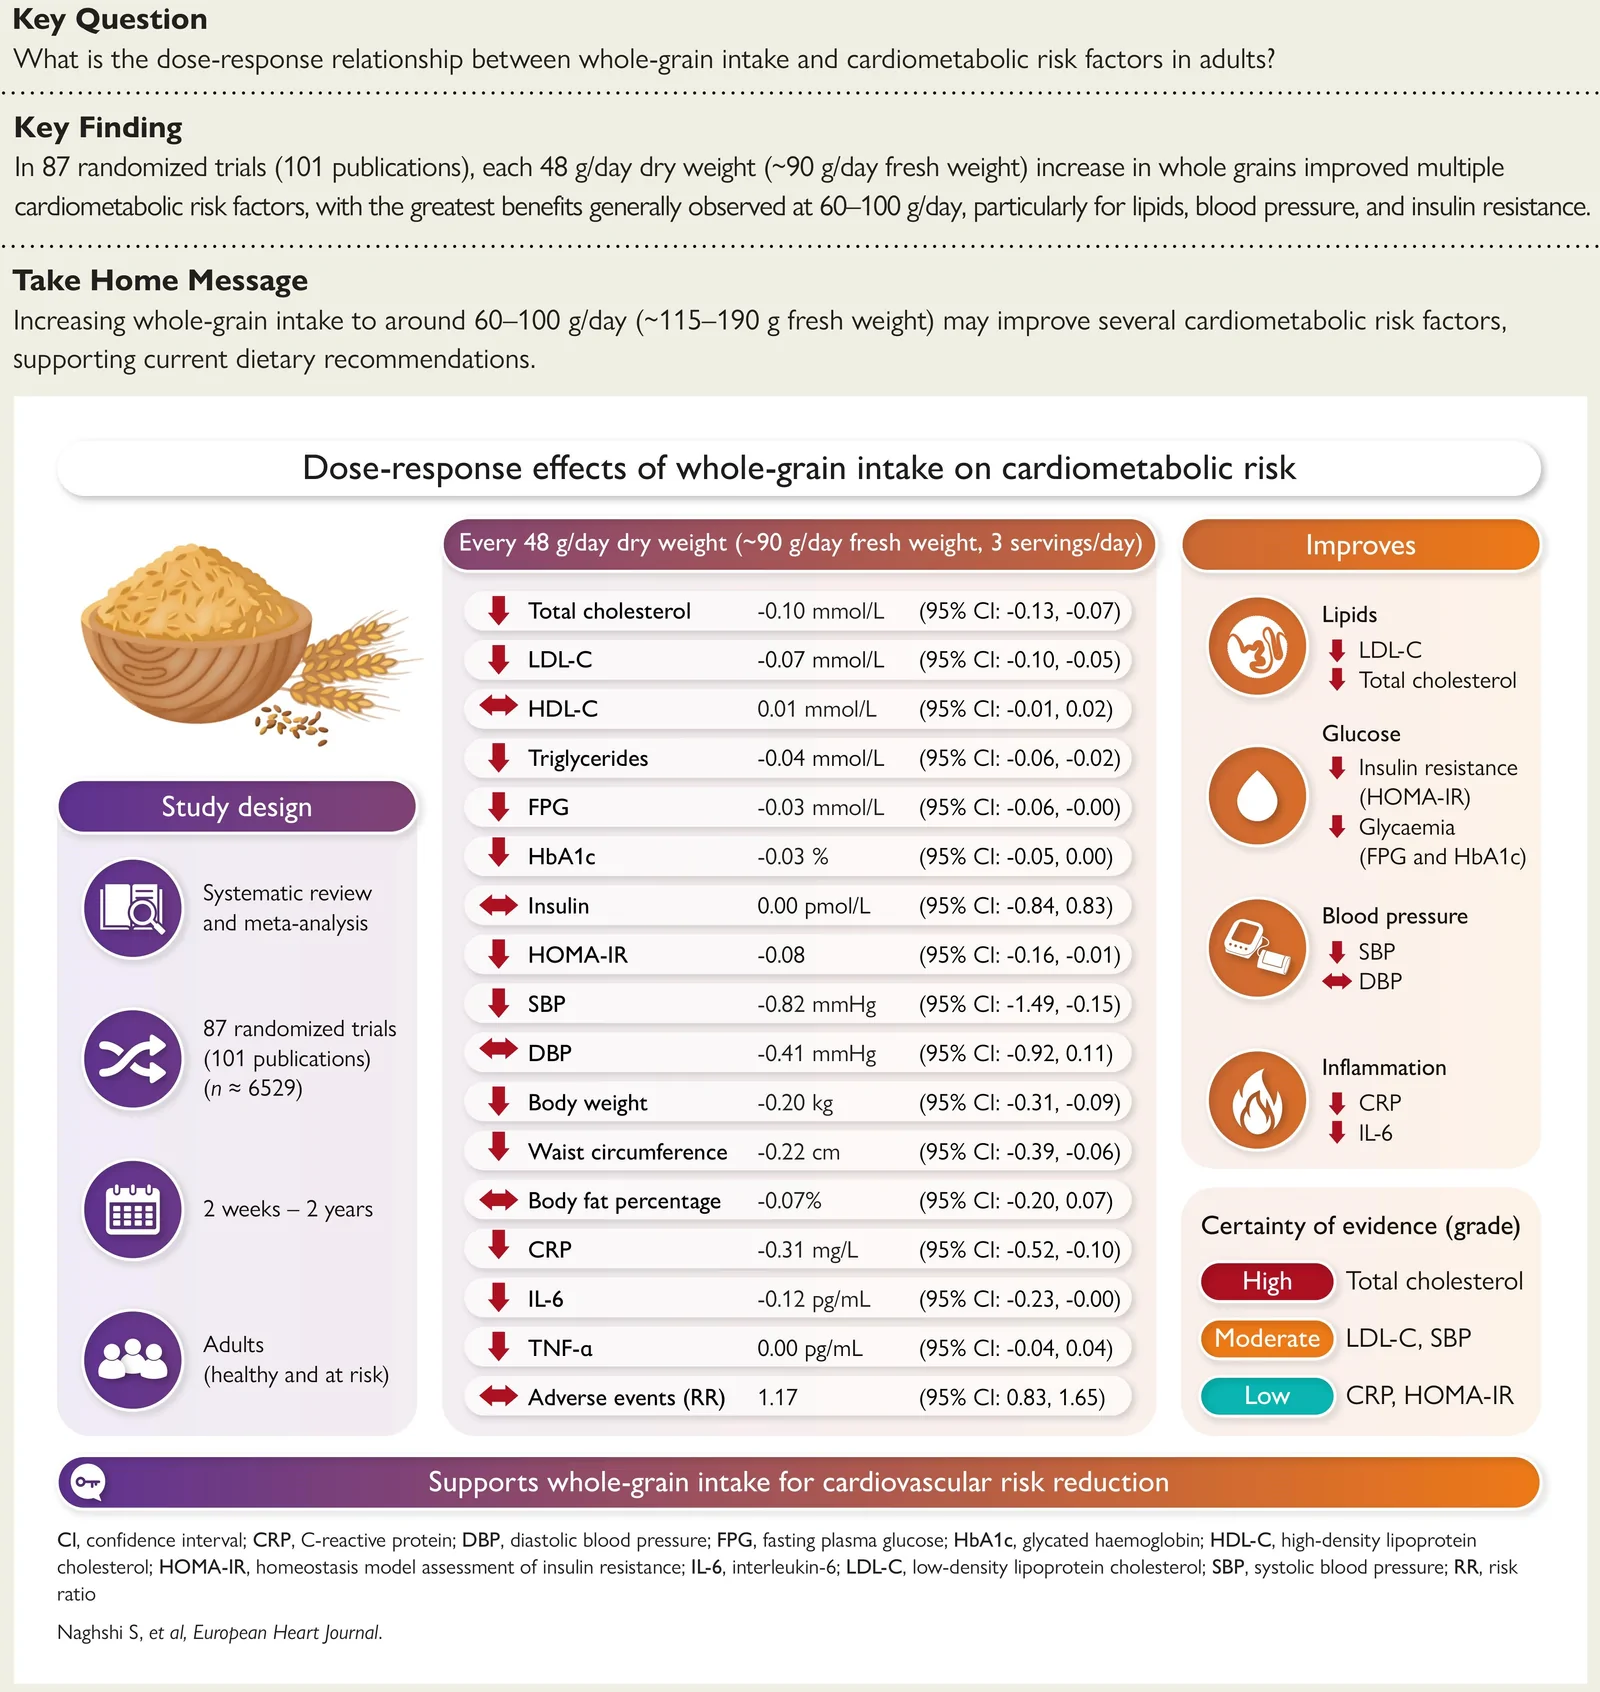 Key Question
What is the dose-response relationship between whole-grain intake and cardiometabolic risk factors in adults?
Key Finding
In 87 randomized trials (101 publications), each 48 g/day dry weight (~90 g/day fresh weight) increase in whole grains improved multiple
cardiometabolic risk factors, with the greatest benefits generally observed at 60–100 g/day, particularly for lipids, blood pressure, and insulin resistance.
Take Home Message
Increasing whole-grain intake to around 60–100 g/day (~115–190 g fresh weight) may improve several cardiometabolic risk factors,
supporting current dietary recommendations.
Dose-response effects of whole-grain intake on cardiometabolic risk
Study design
Systematic review
and meta-analysis
87 randomized trials
(101 publications)
(n ≈ 6529)
2 weeks – 2 years
Adults
(healthy and at risk)
Every 48 g/day dry weight (~90 g/day fresh weight, 3 servings/day)
Total cholesterol -0.10 mmol/L (95% CI: -0.13, -0.07)
LDL-C -0.07 mmol/L (95% CI: -0.10, -0.05)
HDL-C 0.01 mmol/L (95% CI: -0.01, 0.02)
Triglycerides -0.04 mmol/L (95% CI: -0.06, -0.02)
FPG -0.03 mmol/L (95% CI: -0.06, -0.00)
HbA1c -0.03 % (95% CI: -0.05, 0.00)
Insulin 0.00 pmol/L (95% CI: -0.84, 0.83)
HOMA-IR -0.08 (95% CI: -0.16, -0.01)
SBP -0.82 mmHg (95% CI: -1.49, -0.15)
DBP -0.41 mmHg (95% CI: -0.92, 0.11)
Body weight -0.20 kg (95% CI: -0.31, -0.09)
Waist circumference -0.22 cm (95% CI: -0.39, -0.06)
Body fat percentage -0.07% (95% CI: -0.20, 0.07)
CRP -0.31 mg/L (95% CI: -0.52, -0.10)
IL-6 -0.12 pg/mL (95% CI: -0.23, -0.00)
TNF-α 0.00 pg/mL (95% CI: -0.04, 0.04)
Adverse events (RR) 1.17 (95% CI: 0.83, 1.65)
Improves
Lipids
LDL-C
Total cholesterol
Glucose
Insulin resistance
(HOMA-IR)
Glycaemia
(FPG and HbA1c)
Blood pressure
SBP
DBP
Inflammation
CRP
IL-6
Certainty of evidence (grade)
High Total cholesterol
Moderate LDL-C, SBP
Low CRP, HOMA-IR
Supports whole-grain intake for cardiovascular risk reduction
CI, confidence interval; CRP, C-reactive protein; DBP, diastolic blood pressure; FPG, fasting plasma glucose; HbA1c, glycated haemoglobin; HDL-C, high-density lipoprotein
cholesterol; HOMA-IR, homeostasis model assessment of insulin resistance; IL-6, interleukin-6; LDL-C, low-density lipoprotein cholesterol; SBP, systolic blood pressure; RR, risk
ratio
Naghshi S, et al, European Heart Journal.